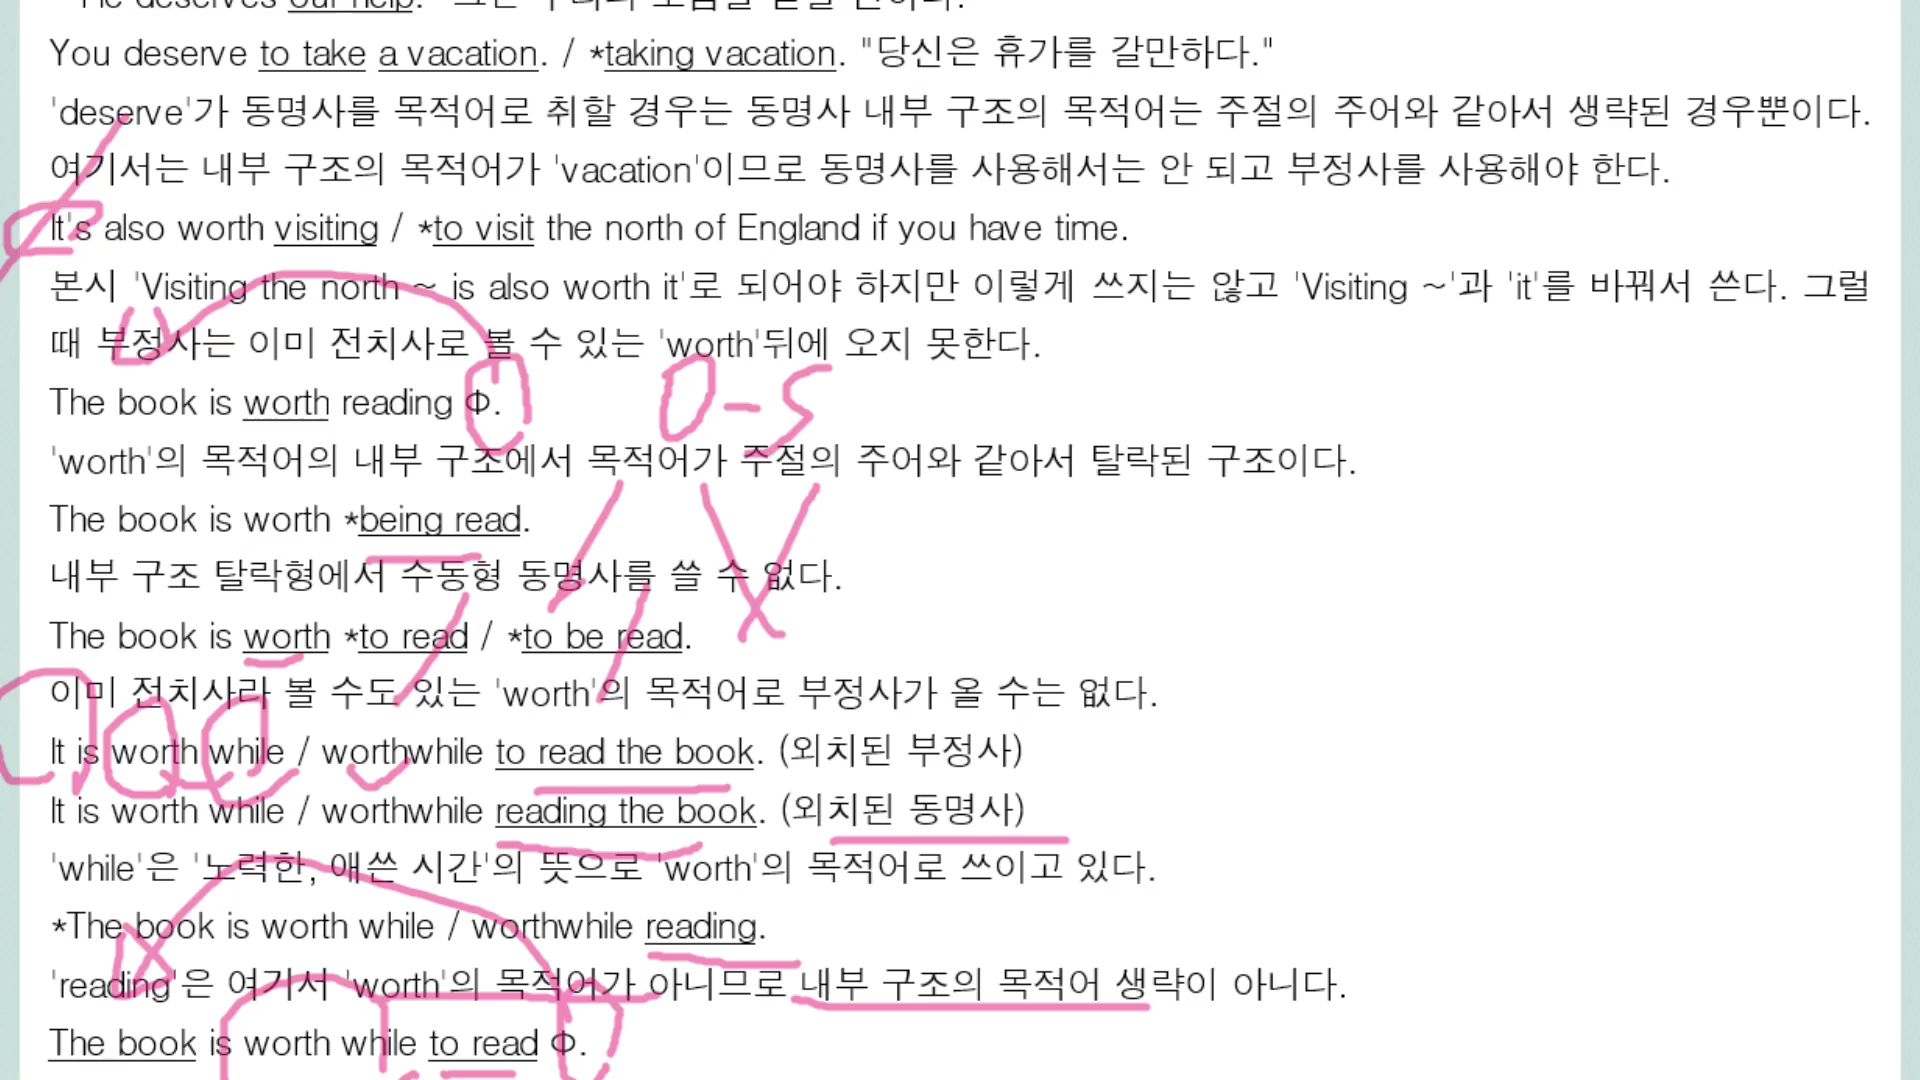 He deserves our help.
You deserve to take a vacation. / *taking vacation. "당신은 휴가를 갈만하다."
'deserve'가 동명사를 목적어로 취할 경우는 동명사 내부 구조의 목적어는 주절의 주어와 같아서 생략된 경우뿐이다.
여기서는 내부 구조의 목적어가 'vacation'이므로 동명사를 사용해서는 안 되고 부정사를 사용해야 한다.
It's also worth visiting / *to visit the north of England if you have time.
본시 'Visiting the north ~ is also worth it'로 되어야 하지만 이렇게 쓰지는 않고 'Visiting ~'과 'it'를 바꿔서 쓴다. 그럴
때 부정사는 이미 전치사로 볼 수 있는 'worth'뒤에 오지 못한다.
The book is worth reading Φ.
O-S
'worth'의 목적어의 내부 구조에서 목적어가 주절의 주어와 같아서 탈락된 구조이다.
The book is worth *being read.
내부 구조 탈락형에서 수동형 동명사를 쓸 수 없다.
The book is worth *to read / *to be read.
이미 전치사라 볼 수도 있는 'worth'의 목적어로 부정사가 올 수는 없다.
It is worth while / worthwhile to read the book. (외치된 부정사)
It is worth while / worthwhile reading the book. (외치된 동명사)
'while'은 '노력한, 애쓴 시간'의 뜻으로 'worth'의 목적어로 쓰이고 있다.
*The book is worth while / worthwhile reading.
'reading'은 여기서 'worth'의 목적어가 아니므로 내부 구조의 목적어 생략이 아니다.
The book is worth while to read Φ.